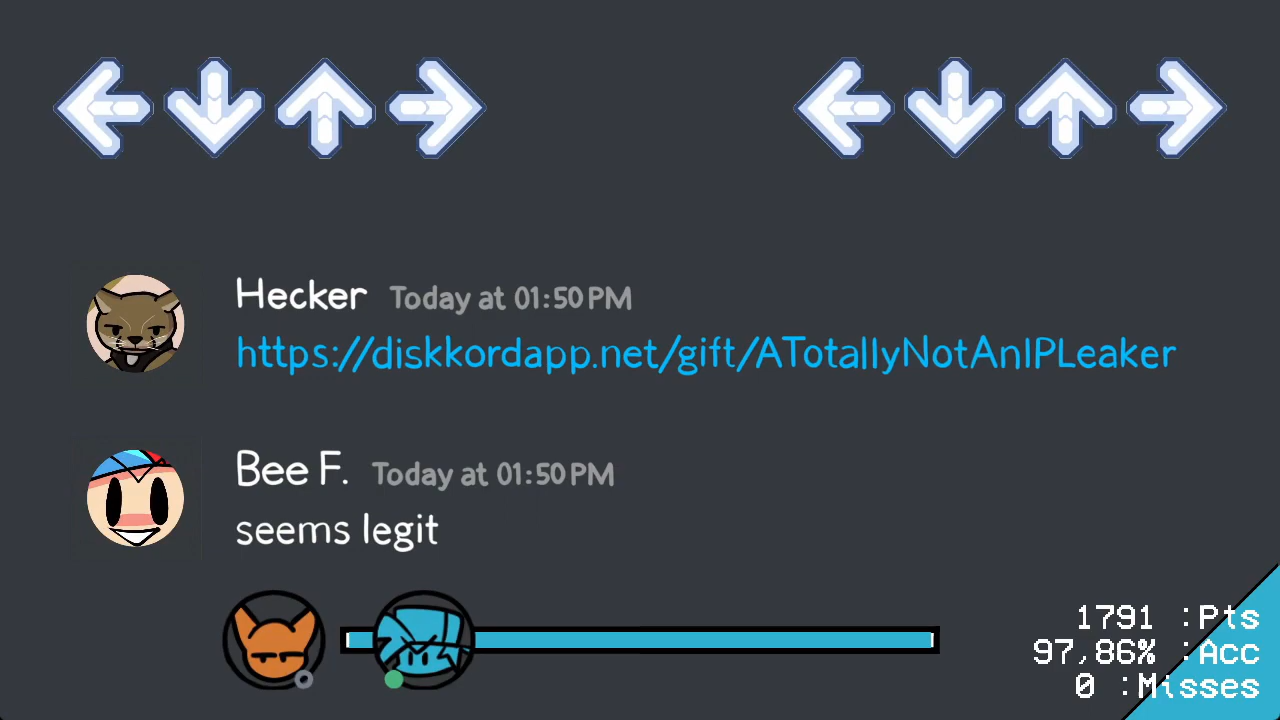 Hecker Today at 01:50 PM
https://diskkordapp.net/gift/ATotallyNotAnIPLeaker
Bee F. Today at 01:50 PM
seems legit
1791 :Pts
97,86% :Acc
0 :Misses